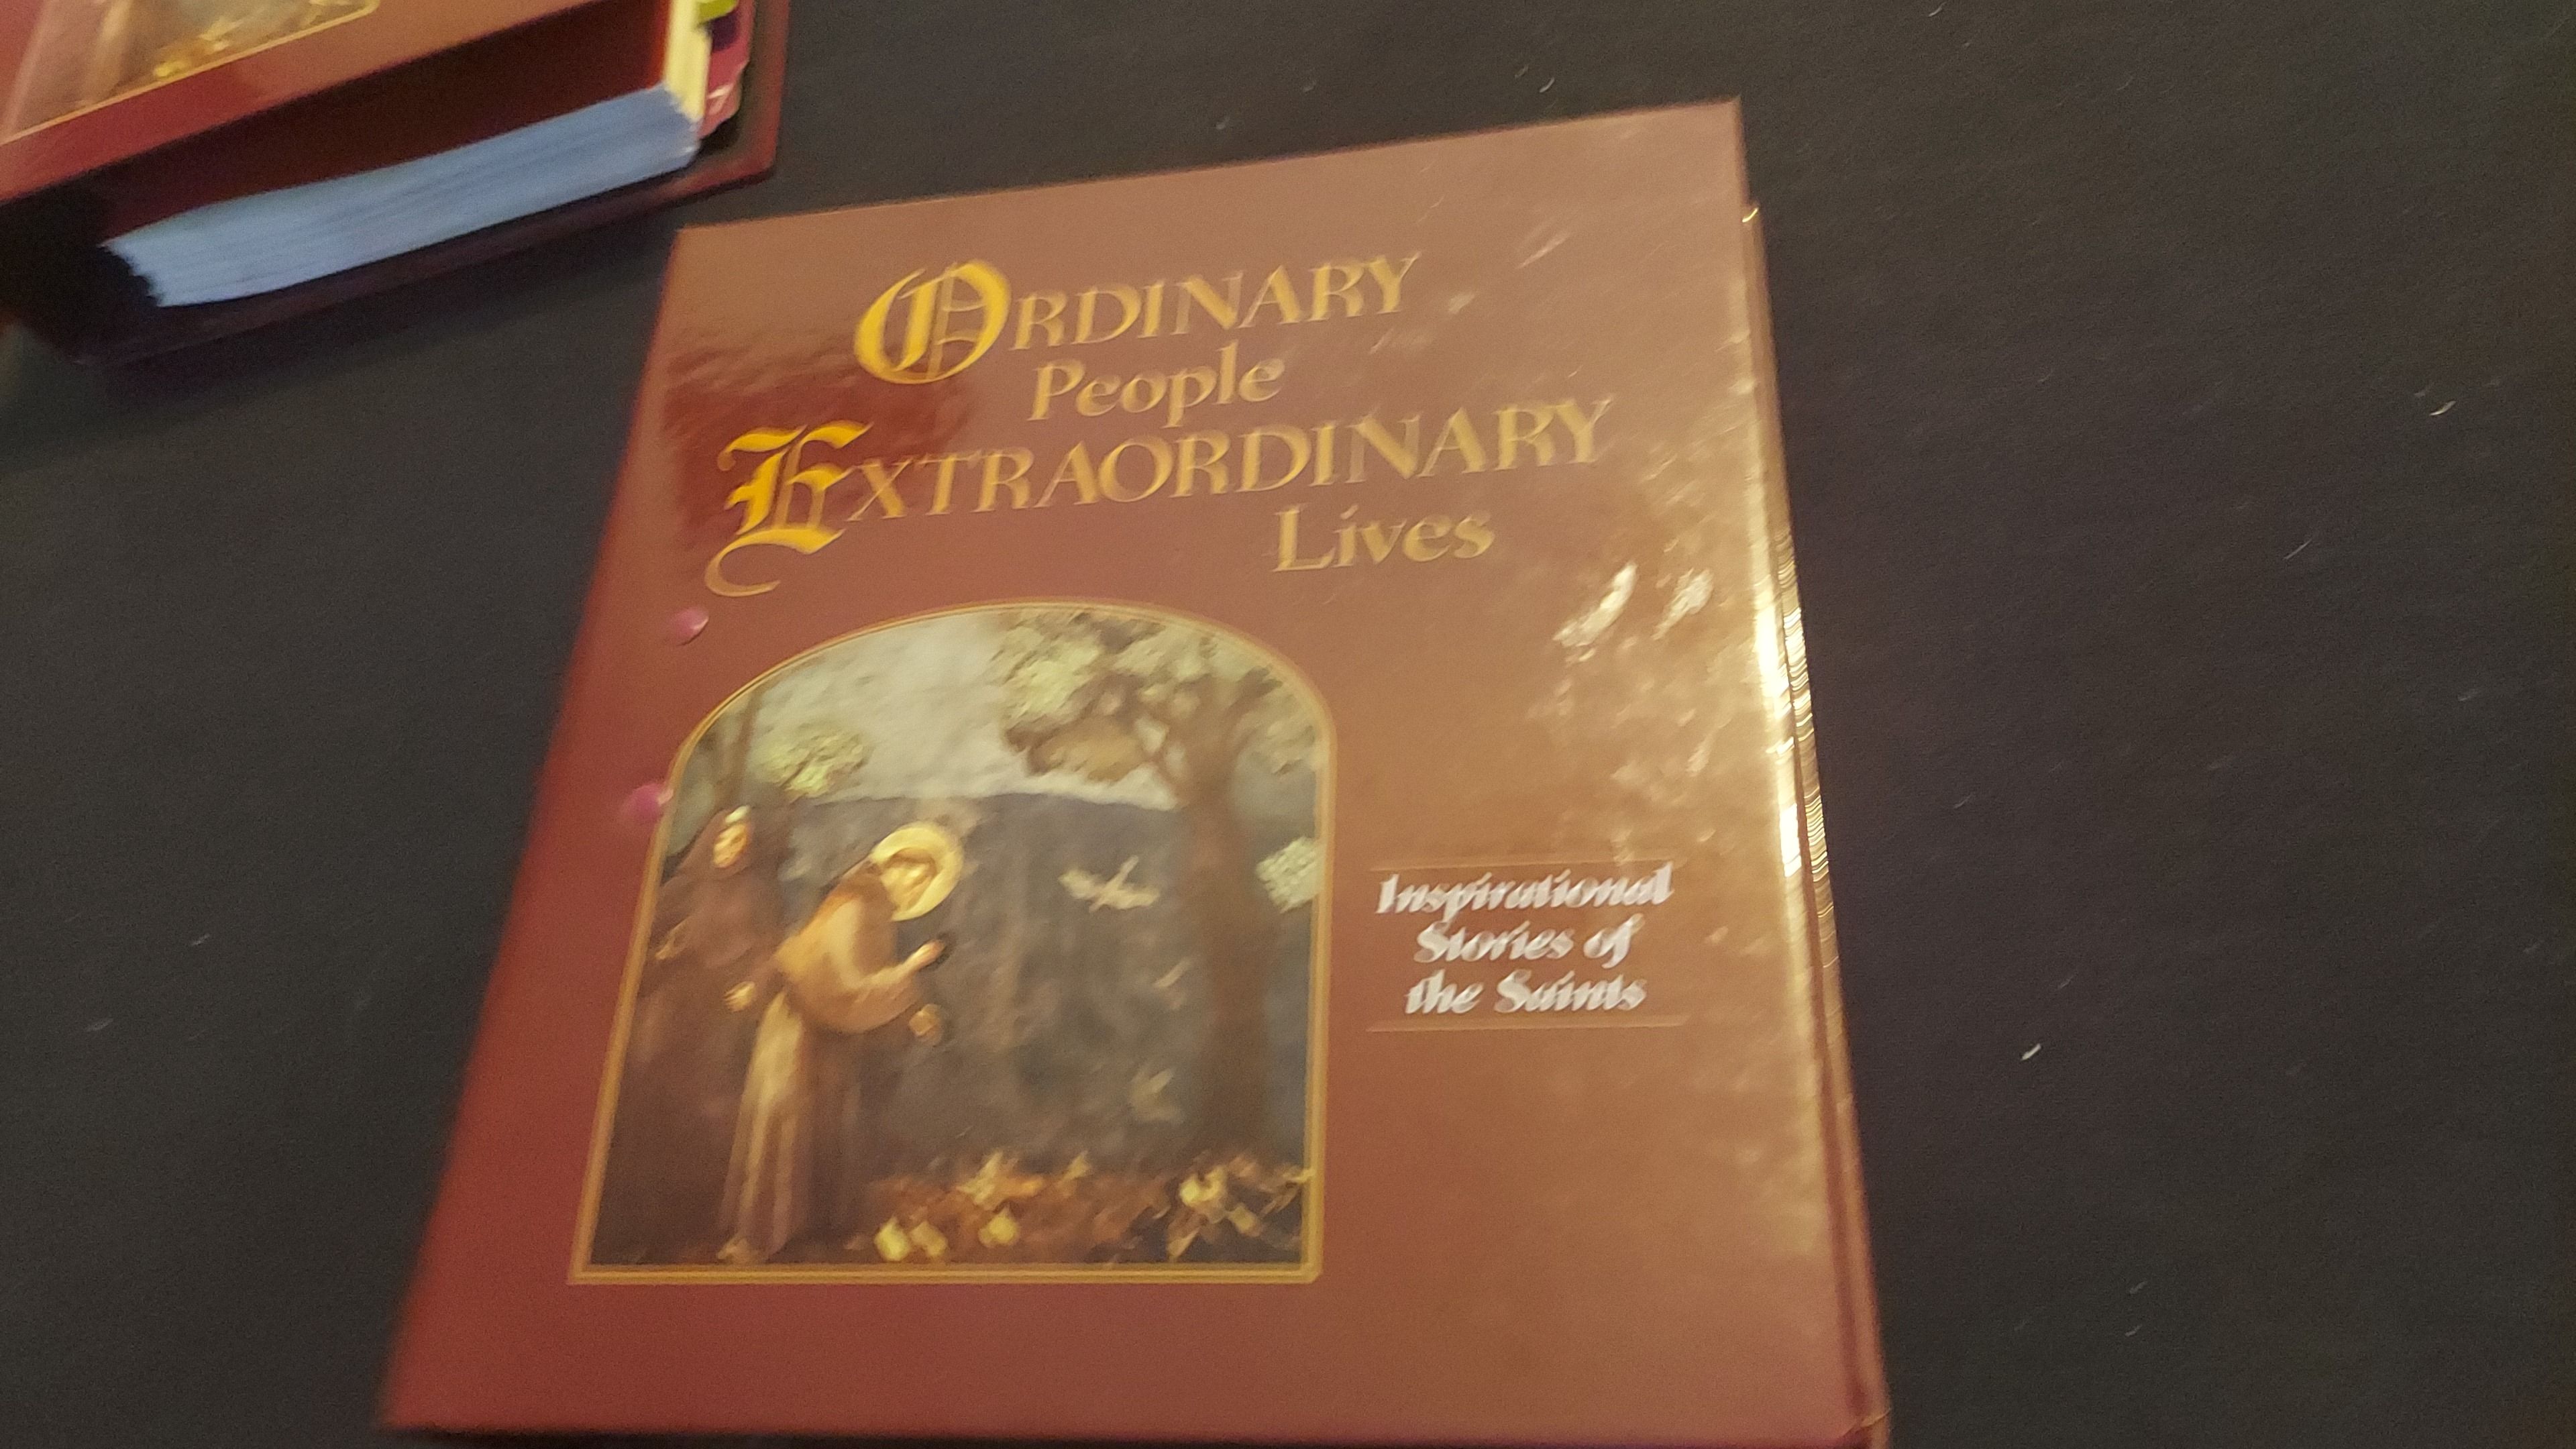 ORDINARY
People
EXTRAORDINARY
Lives
Inspirational
Stories of
the Saints